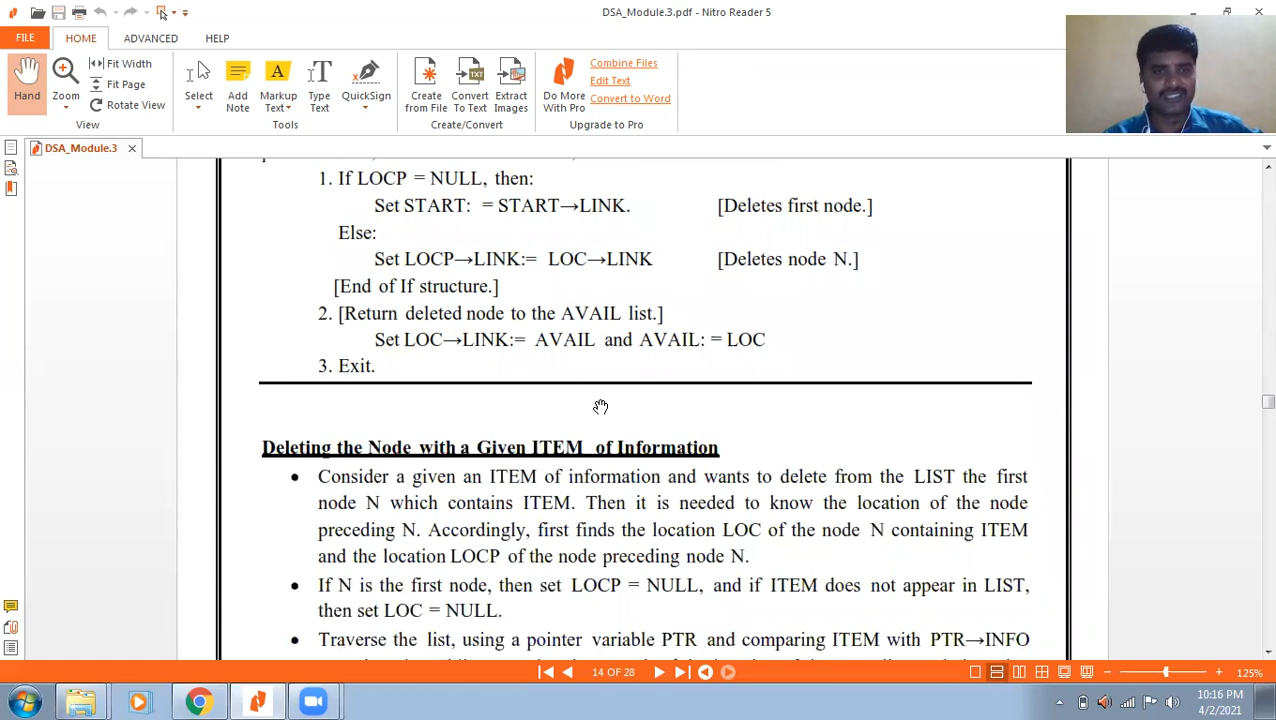 DSA_Module.3.pdf - Nitro Reader 5
FILE
HOME
ADVANCED
HELP
Hand
Zoom
Fit Width
Fit Page
Rotate View
View
Select
Add Note
Markup Text
Type Text
QuickSign
Tools
Create from File
Convert To Text
Extract Images
Create/Convert
Do More With Pro
Combine Files
Edit Text
Convert to Word
Upgrade to Pro
DSA_Module.3
1. If LOCP = NULL, then:
Set START: = START→LINK. [Deletes first node.]
Else:
Set LOCP→LINK:= LOC→LINK [Deletes node N.]
[End of If structure.]
2. [Return deleted node to the AVAIL list.]
Set LOC→LINK:= AVAIL and AVAIL: = LOC
3. Exit.
Deleting the Node with a Given ITEM of Information
• Consider a given an ITEM of information and wants to delete from the LIST the first
node N which contains ITEM. Then it is needed to know the location of the node
preceding N. Accordingly, first finds the location LOC of the node N containing ITEM
and the location LOCP of the node preceding node N.
• If N is the first node, then set LOCP = NULL, and if ITEM does not appear in LIST,
then set LOC = NULL.
• Traverse the list, using a pointer variable PTR and comparing ITEM with PTR→INFO
14 OF 28
125%
10:16 PM
4/2/2021